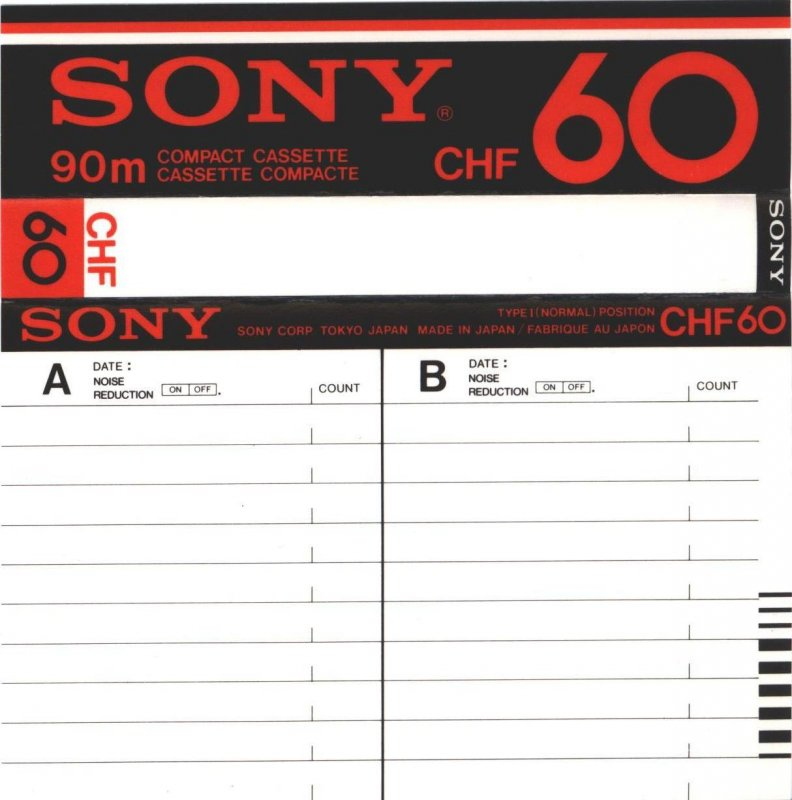 SONY®
90m COMPACT CASSETTE
CASSETTE COMPACTE
CHF 60
60 CHF
SONY
SONY SONY CORP TOKYO JAPAN MADE IN JAPAN / FABRIQUE AU JAPON
TYPE I (NORMAL) POSITION
CHF60
A DATE:
NOISE
REDUCTION ON OFF. COUNT
B DATE:
NOISE
REDUCTION ON OFF. COUNT